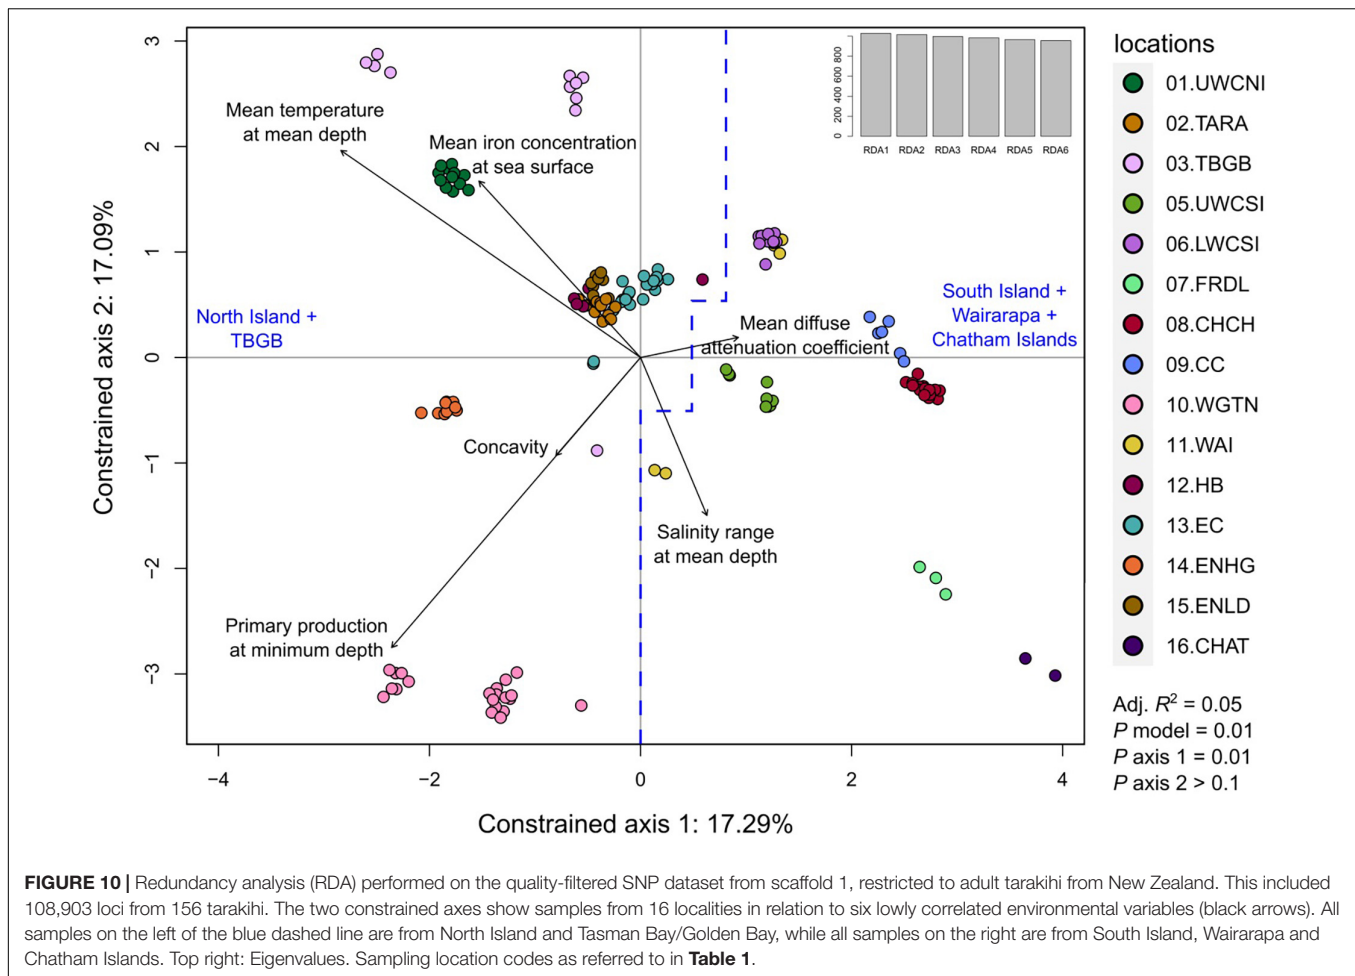 3
2
1
0
−1
−2
−3
Constrained axis 2: 17.09%
−4
−2
0
2
4
Constrained axis 1: 17.29%
Mean temperature
at mean depth
Mean iron concentration
at sea surface
North Island +
TBGB
Mean diffuse
attenuation coefficient
South Island +
Wairarapa +
Chatham Islands
Concavity
Salinity range
at mean depth
Primary production
at minimum depth
0 200 400 600 800
RDA1 RDA2 RDA3 RDA4 RDA5 RDA6
locations
01.UWCNI
02.TARA
03.TBGB
05.UWCSI
06.LWCSI
07.FRDL
08.CHCH
09.CC
10.WGTN
11.WAI
12.HB
13.EC
14.ENHG
15.ENLD
16.CHAT
Adj. R² = 0.05
P model = 0.01
P axis 1 = 0.01
P axis 2 > 0.1
FIGURE 10 | Redundancy analysis (RDA) performed on the quality-filtered SNP dataset from scaffold 1, restricted to adult tarakihi from New Zealand. This included
108,903 loci from 156 tarakihi. The two constrained axes show samples from 16 localities in relation to six lowly correlated environmental variables (black arrows). All
samples on the left of the blue dashed line are from North Island and Tasman Bay/Golden Bay, while all samples on the right are from South Island, Wairarapa and
Chatham Islands. Top right: Eigenvalues. Sampling location codes as referred to in Table 1.